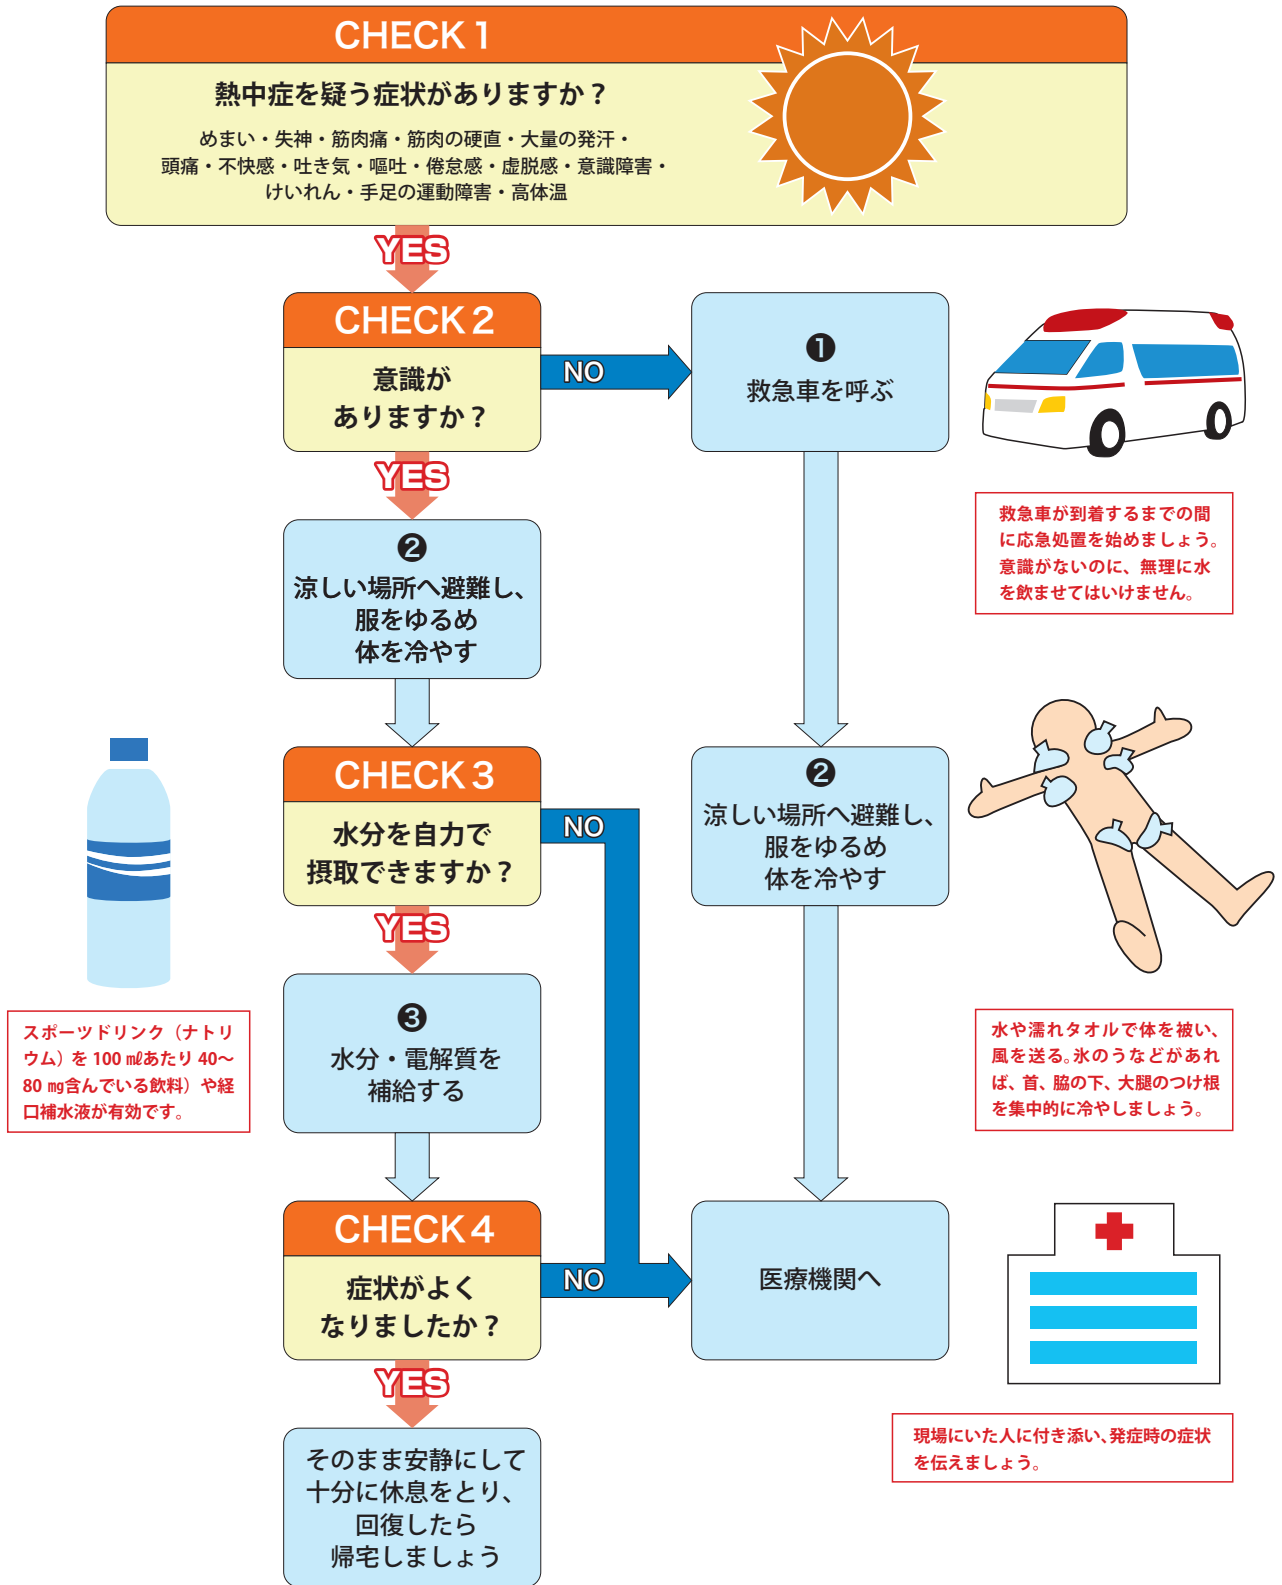 CHECK 1
熱中症を疑う症状がありますか？
めまい・失神・筋肉痛・筋肉の硬直・大量の発汗・
頭痛・不快感・吐き気・嘔吐・倦怠感・虚脱感・意識障害・
けいれん・手足の運動障害・高体温
YES
CHECK 2
意識が
ありますか？
NO
❶
救急車を呼ぶ
救急車が到着するまでの間
に応急処置を始めましょう。
意識がないのに、無理に水
を飲ませてはいけません。
YES
❷
涼しい場所へ避難し、
服をゆるめ
体を冷やす
CHECK 3
水分を自力で
摂取できますか？
NO
❷
涼しい場所へ避難し、
服をゆるめ
体を冷やす
YES
❸
水分・電解質を
補給する
スポーツドリンク（ナトリ
ウム）を 100 ㎖あたり 40～
80 ㎎含んでいる飲料）や経
口補水液が有効です。
水や濡れタオルで体を被い、
風を送る。氷のうなどがあれ
ば、首、脇の下、大腿のつけ根
を集中的に冷やしましょう。
CHECK 4
症状がよく
なりましたか？
NO
医療機関へ
YES
そのまま安静にして
十分に休息をとり、
回復したら
帰宅しましょう
現場にいた人に付き添い、発症時の症状
を伝えましょう。